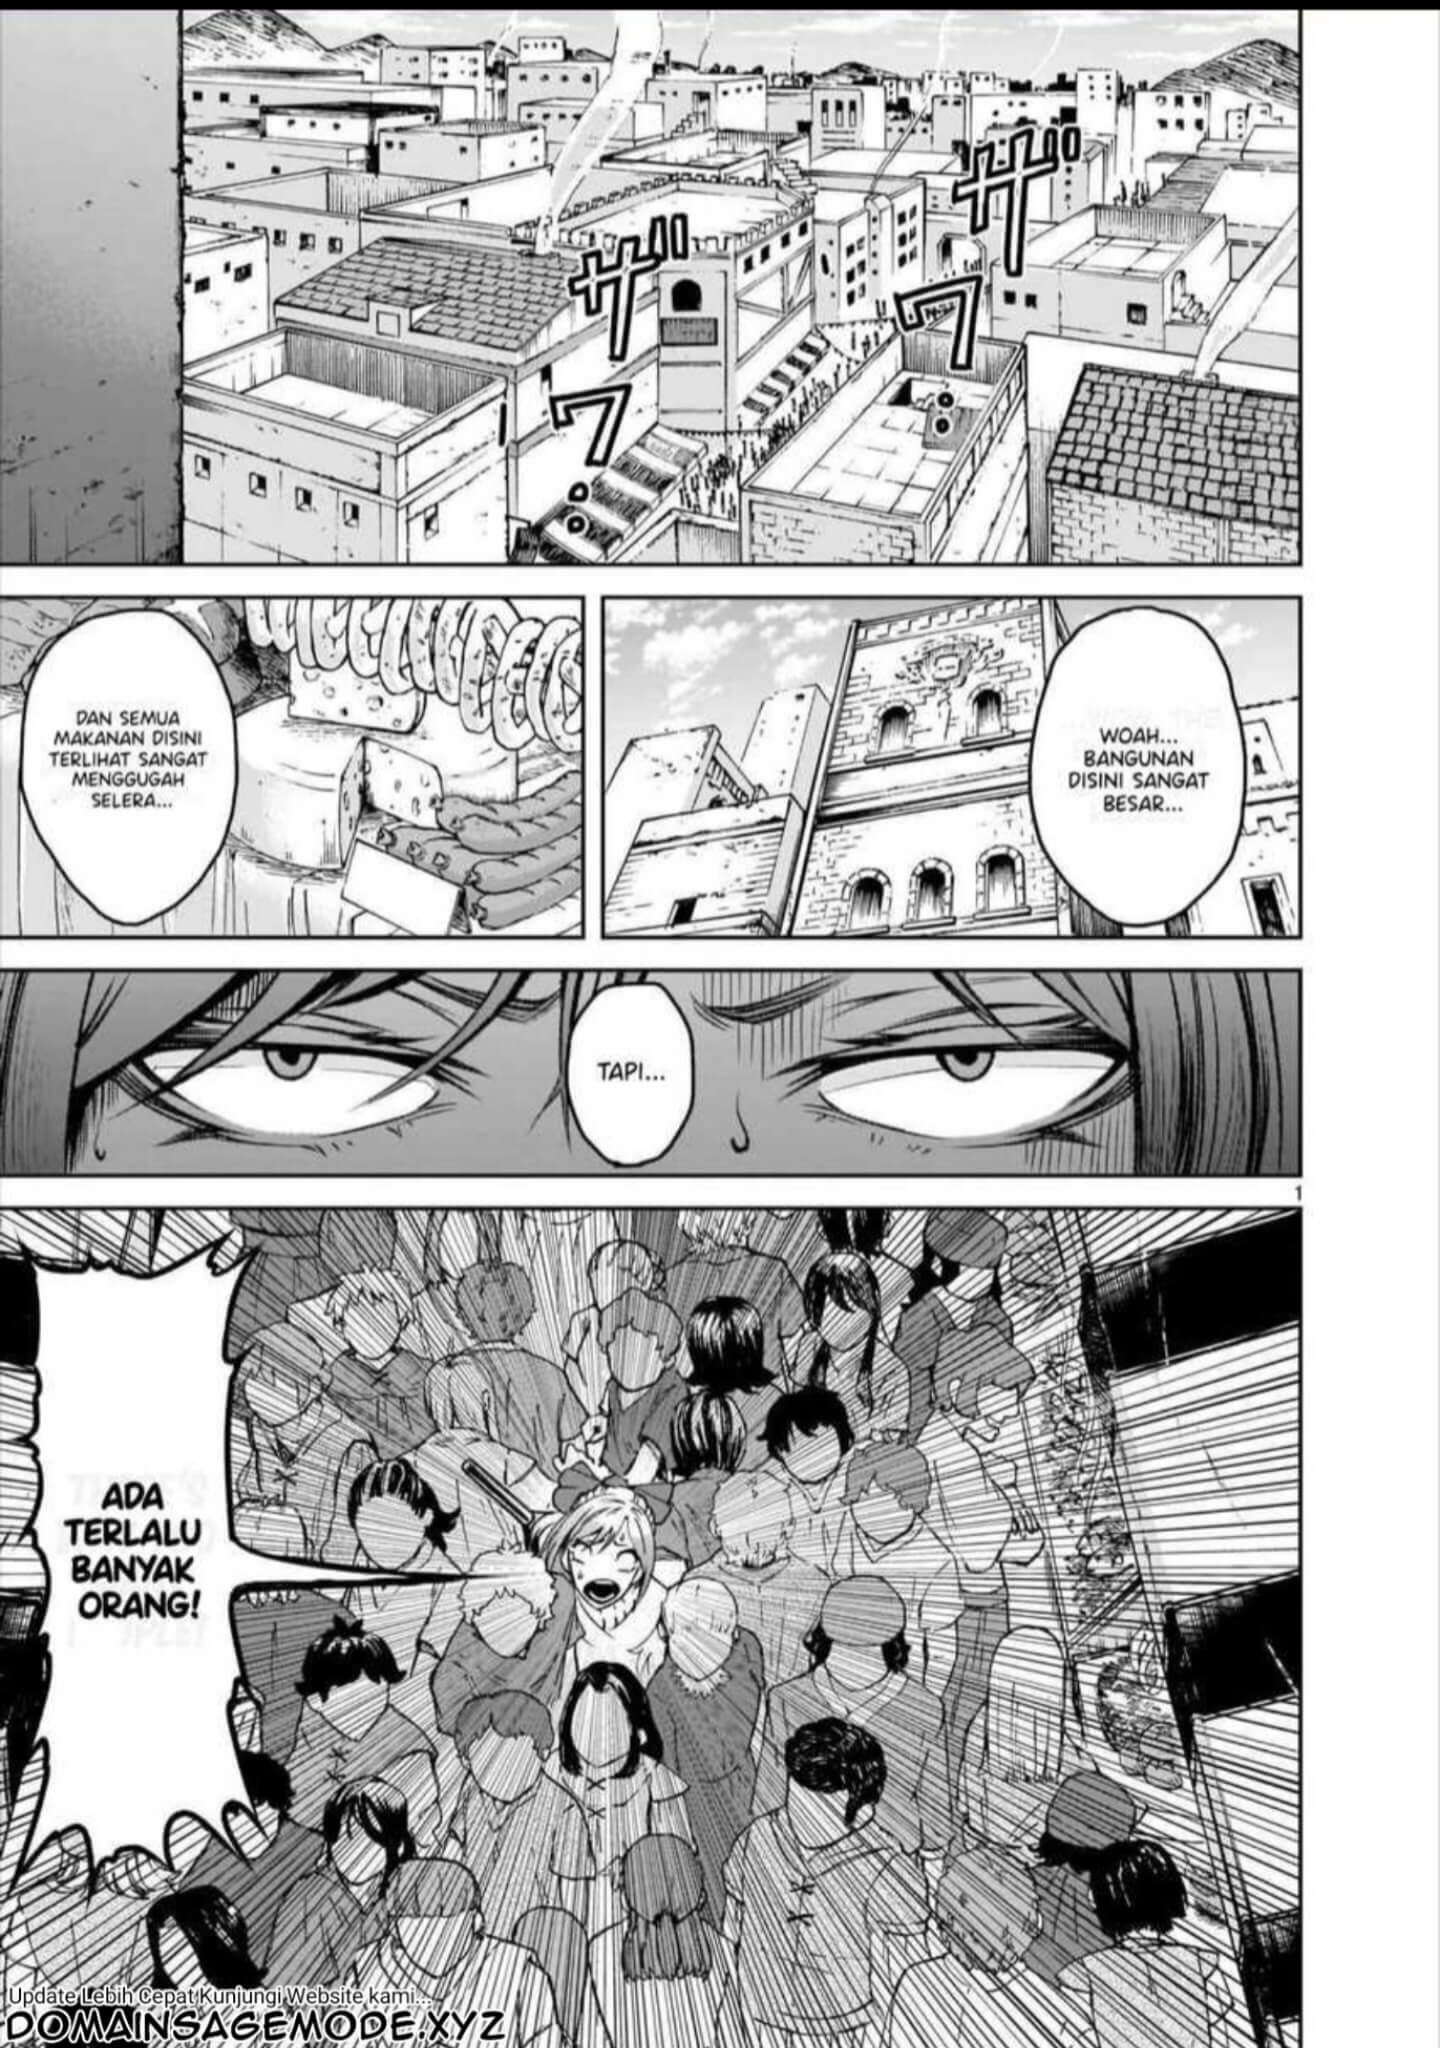 ザ
ワ
ザ
ワ
WOAH...
BANGUNAN
DISINI SANGAT
BESAR...
DAN SEMUA
MAKANAN DISINI
TERLIHAT SANGAT
MENGGUGAH
SELERA...
TAPI...
1
ADA
TERLALU
BANYAK
ORANG!
Update Lebih Cepat Kunjungi Website kami...
DOMAINSAGEMODE.XYZ